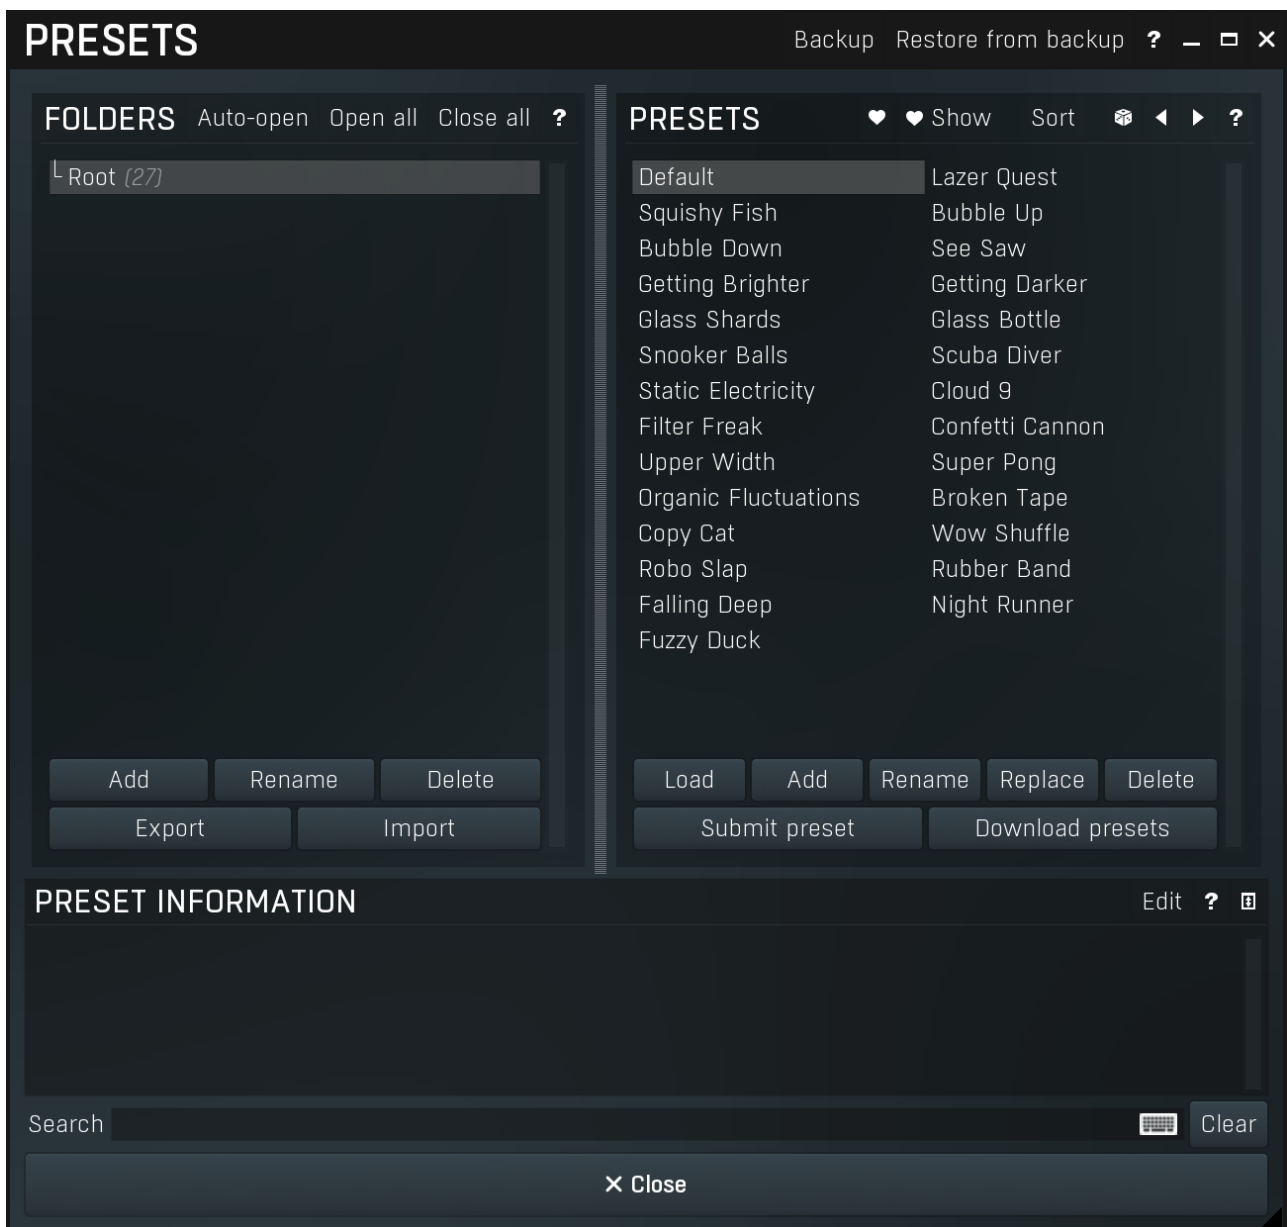 PRESETS Backup Restore from backup ?
FOLDERS Auto-open Open all Close all ?
Root (27)
Add Rename Delete
Export Import
PRESETS Show Sort ?
Default Lazer Quest
Squishy Fish Bubble Up
Bubble Down See Saw
Getting Brighter Getting Darker
Glass Shards Glass Bottle
Snooker Balls Scuba Diver
Static Electricity Cloud 9
Filter Freak Confetti Cannon
Upper Width Super Pong
Organic Fluctuations Broken Tape
Copy Cat Wow Shuffle
Robo Slap Rubber Band
Falling Deep Night Runner
Fuzzy Duck
Load Add Rename Replace Delete
Submit preset Download presets
PRESET INFORMATION Edit ?
Search Clear
Close